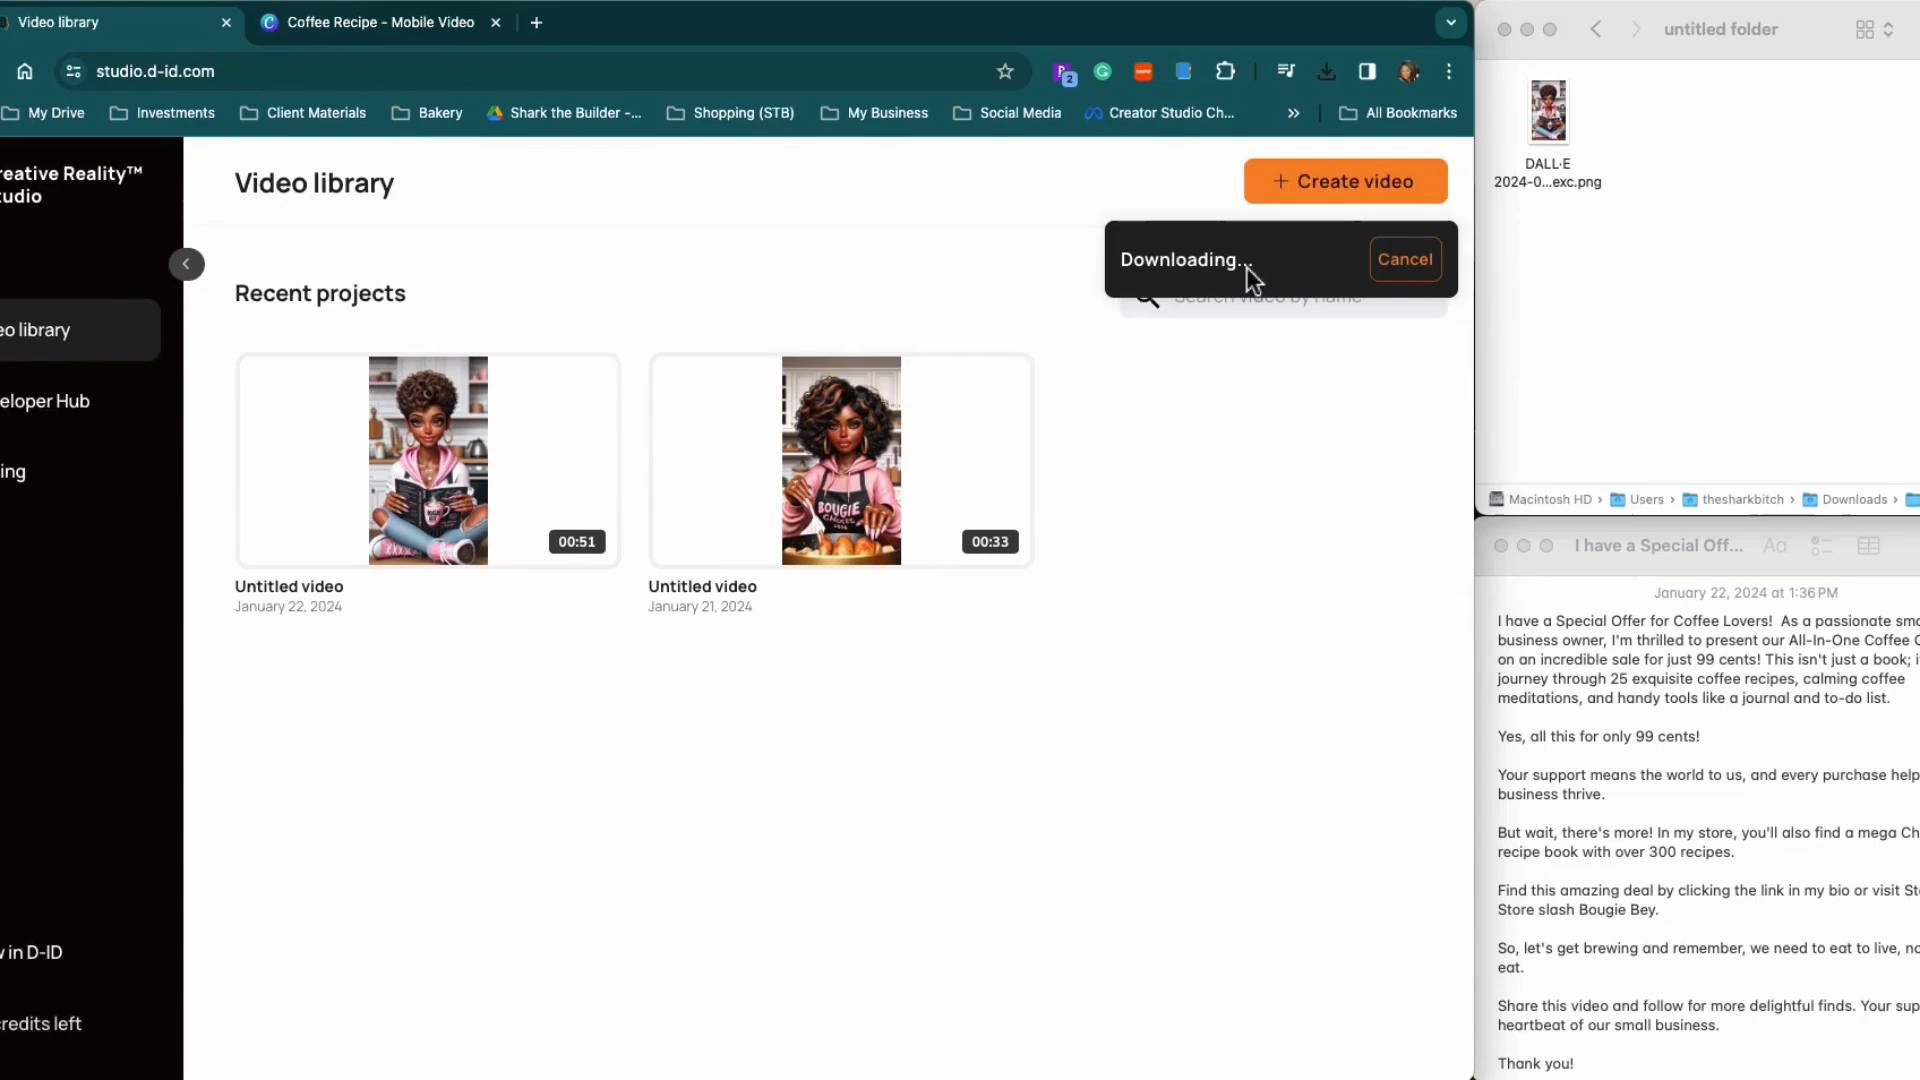 Video library
Coffee Recipe - Mobile Video
studio.d-id.com
2
My Drive
Investments
Client Materials
Bakery
Shark the Builder -...
Shopping (STB)
My Business
Social Media
Creator Studio Ch...
All Bookmarks
reative Reality™
tudio
eo library
eloper Hub
ing
w in D-ID
redits left
Video library
+ Create video
Downloading...
Cancel
Search video by name
Recent projects
BOUGIE
00:51
00:33
Untitled video
January 22, 2024
Untitled video
January 21, 2024
untitled folder
DALL·E
2024-0...exc.png
Macintosh HD
Users
thesharkbitch
Downloads
I have a Special Off...
Aa
January 22, 2024 at 1:36 PM
I have a Special Offer for Coffee Lovers! As a passionate sma
business owner, I'm thrilled to present our All-In-One Coffee G
on an incredible sale for just 99 cents! This isn't just a book; i
journey through 25 exquisite coffee recipes, calming coffee
meditations, and handy tools like a journal and to-do list.
Yes, all this for only 99 cents!
Your support means the world to us, and every purchase help
business thrive.
But wait, there's more! In my store, you'll also find a mega Ch
recipe book with over 300 recipes.
Find this amazing deal by clicking the link in my bio or visit St
Store slash Bougie Bey.
So, let's get brewing and remember, we need to eat to live, no
eat.
Share this video and follow for more delightful finds. Your sup
heartbeat of our small business.
Thank you!